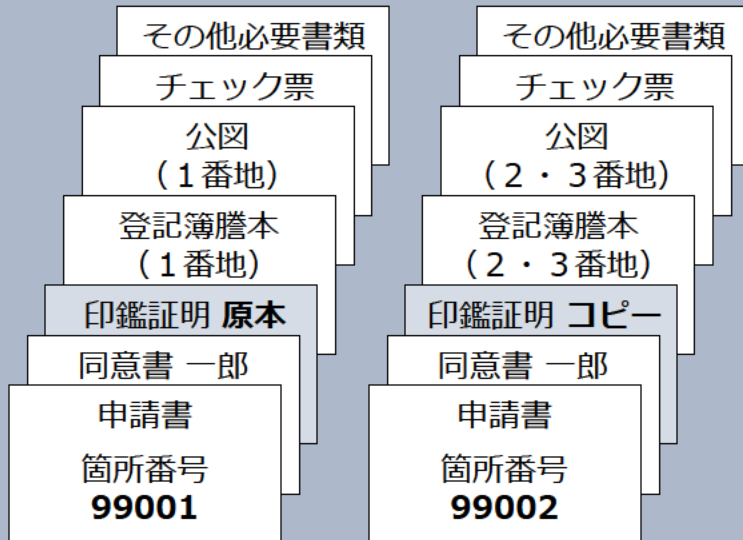 その他必要書類
チェック票
公図
(1番地)
登記簿謄本
(1番地)
印鑑証明 原本
同意書 一郎
申請書
箇所番号
99001
その他必要書類
チェック票
公図
(2・3番地)
登記簿謄本
(2・3番地)
印鑑証明 コピー
同意書 一郎
申請書
箇所番号
99002